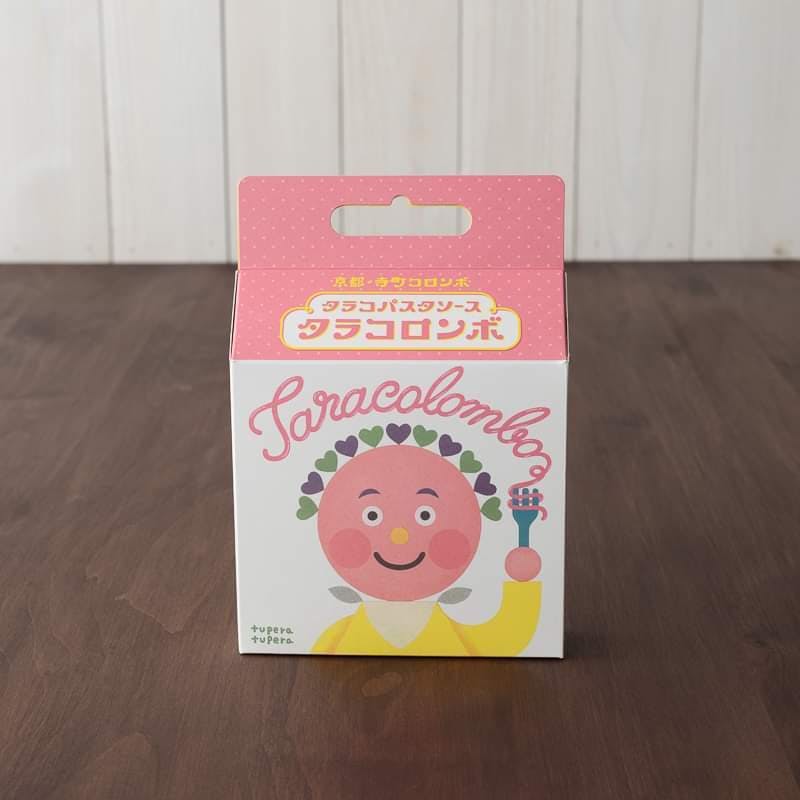 京都・寺町コロンボ
タラコパスタソース
タラコロンボ
Taracolombo
tupera
tupera